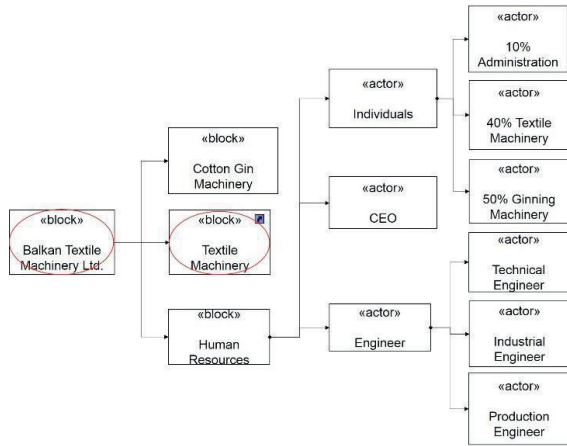 «block»
Balkan Textile
Machinery Ltd.
«block»
Cotton Gin
Machinery
«block»
Textile
Machinery
«block»
Human
Resources
«actor»
Individuals
«actor»
CEO
«actor»
Engineer
«actor»
10%
Administration
«actor»
40% Textile
Machinery
«actor»
50% Ginning
Machinery
«actor»
Technical
Engineer
«actor»
Industrial
Engineer
«actor»
Production
Engineer